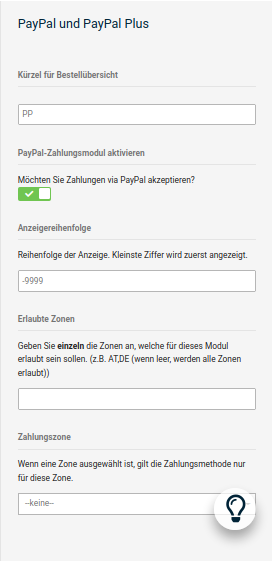 PayPal und PayPal Plus
Kürzel für Bestellübersicht
PP
PayPal-Zahlungsmodul aktivieren
Möchten Sie Zahlungen via PayPal akzeptieren?
Anzeigereihenfolge
Reihenfolge der Anzeige. Kleinste Ziffer wird zuerst angezeigt.
-9999
Erlaubte Zonen
Geben Sie einzeln die Zonen an, welche für dieses Modul
erlaubt sein sollen. (z.B. AT,DE (wenn leer, werden alle Zonen
erlaubt))
Zahlungszone
Wenn eine Zone ausgewählt ist, gilt die Zahlungsmethode nur
für diese Zone.
--keine--